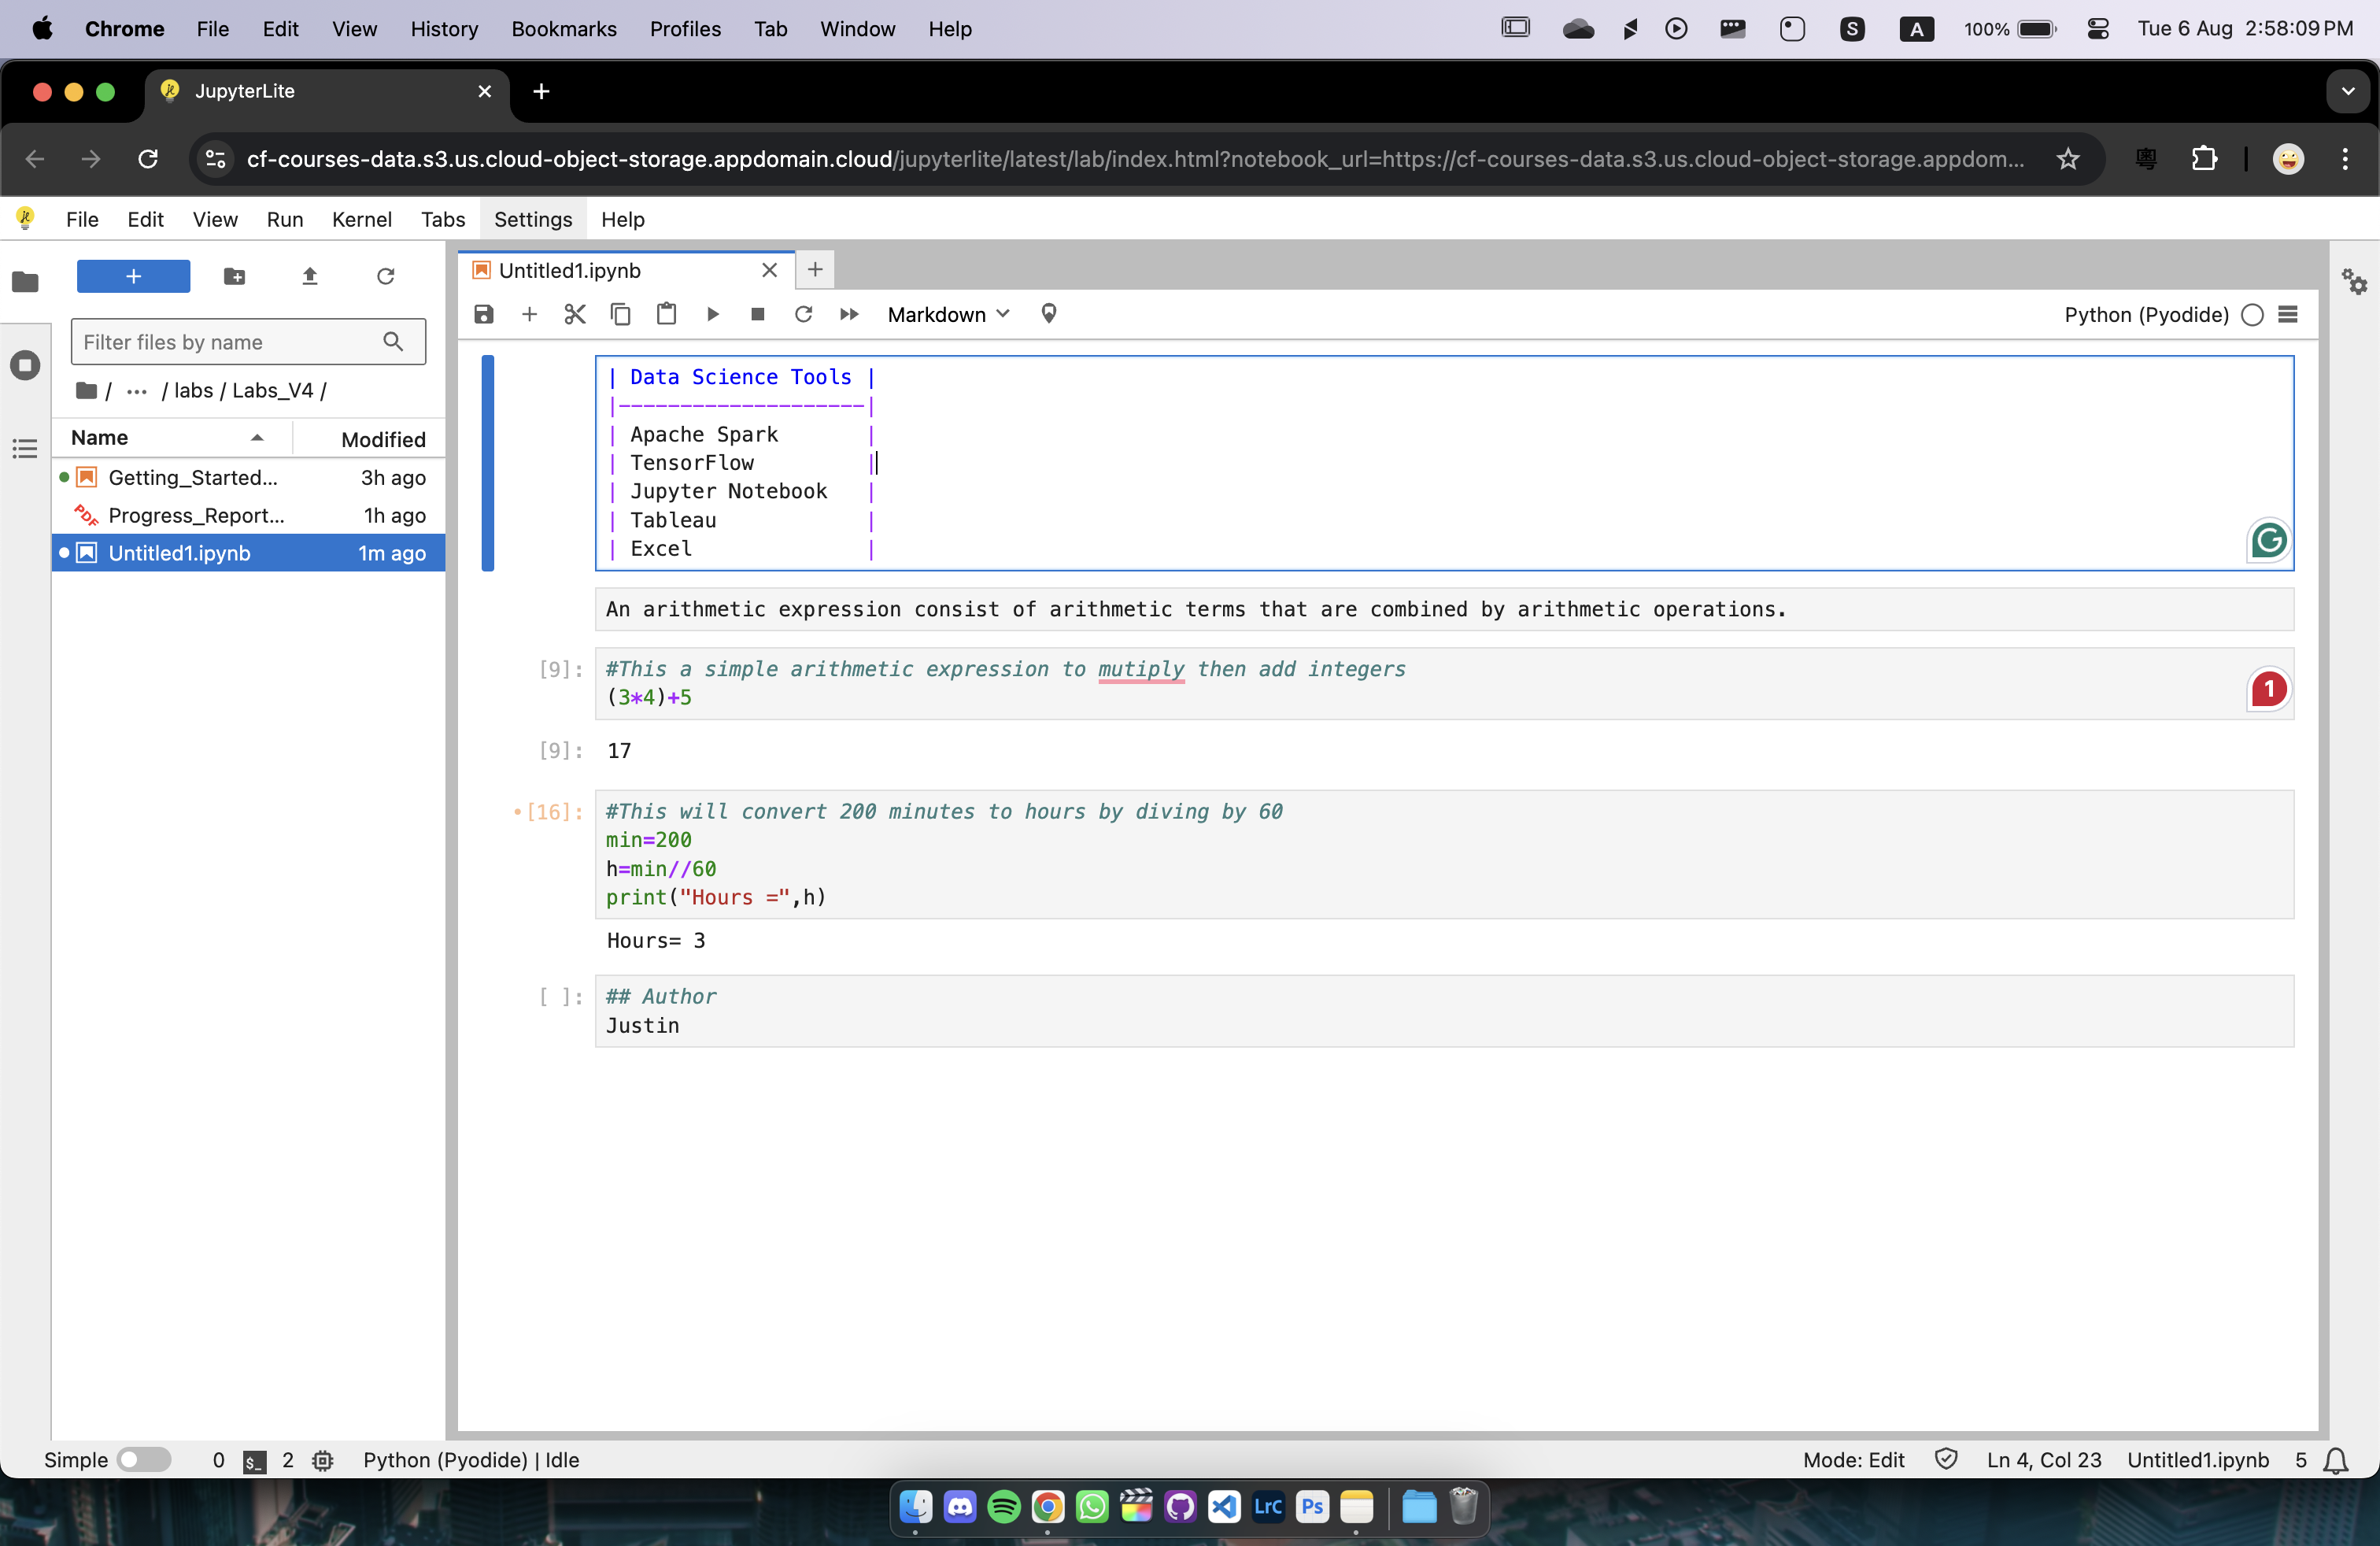 Chrome File Edit View History Bookmarks Profiles Tab Window Help S A 100% Tue 6 Aug 2:58:09 PM
JupyterLite
cf-courses-data.s3.us.cloud-object-storage.appdomain.cloud/jupyterlite/latest/lab/index.html?notebook_url=https://cf-courses-data.s3.us.cloud-object-storage.appdom... 粵
File Edit View Run Kernel Tabs Settings Help
Untitled1.ipynb
Markdown Python (Pyodide)
Filter files by name
/ ... / labs / Labs_V4 /
Name Modified
Getting_Started... 3h ago
PDF Progress_Report... 1h ago
Untitled1.ipynb 1m ago
| Data Science Tools |
|--------------------|
| Apache Spark |
| TensorFlow |
| Jupyter Notebook |
| Tableau |
| Excel |
An arithmetic expression consist of arithmetic terms that are combined by arithmetic operations.
[9]: #This a simple arithmetic expression to mutiply then add integers
(3*4)+5
1
[9]: 17
•[16]: #This will convert 200 minutes to hours by diving by 60
min=200
h=min//60
print("Hours =",h)
Hours= 3
[ ]: ## Author
Justin
Simple 0 $_ 2 Python (Pyodide) | Idle Mode: Edit Ln 4, Col 23 Untitled1.ipynb 5
LrC Ps